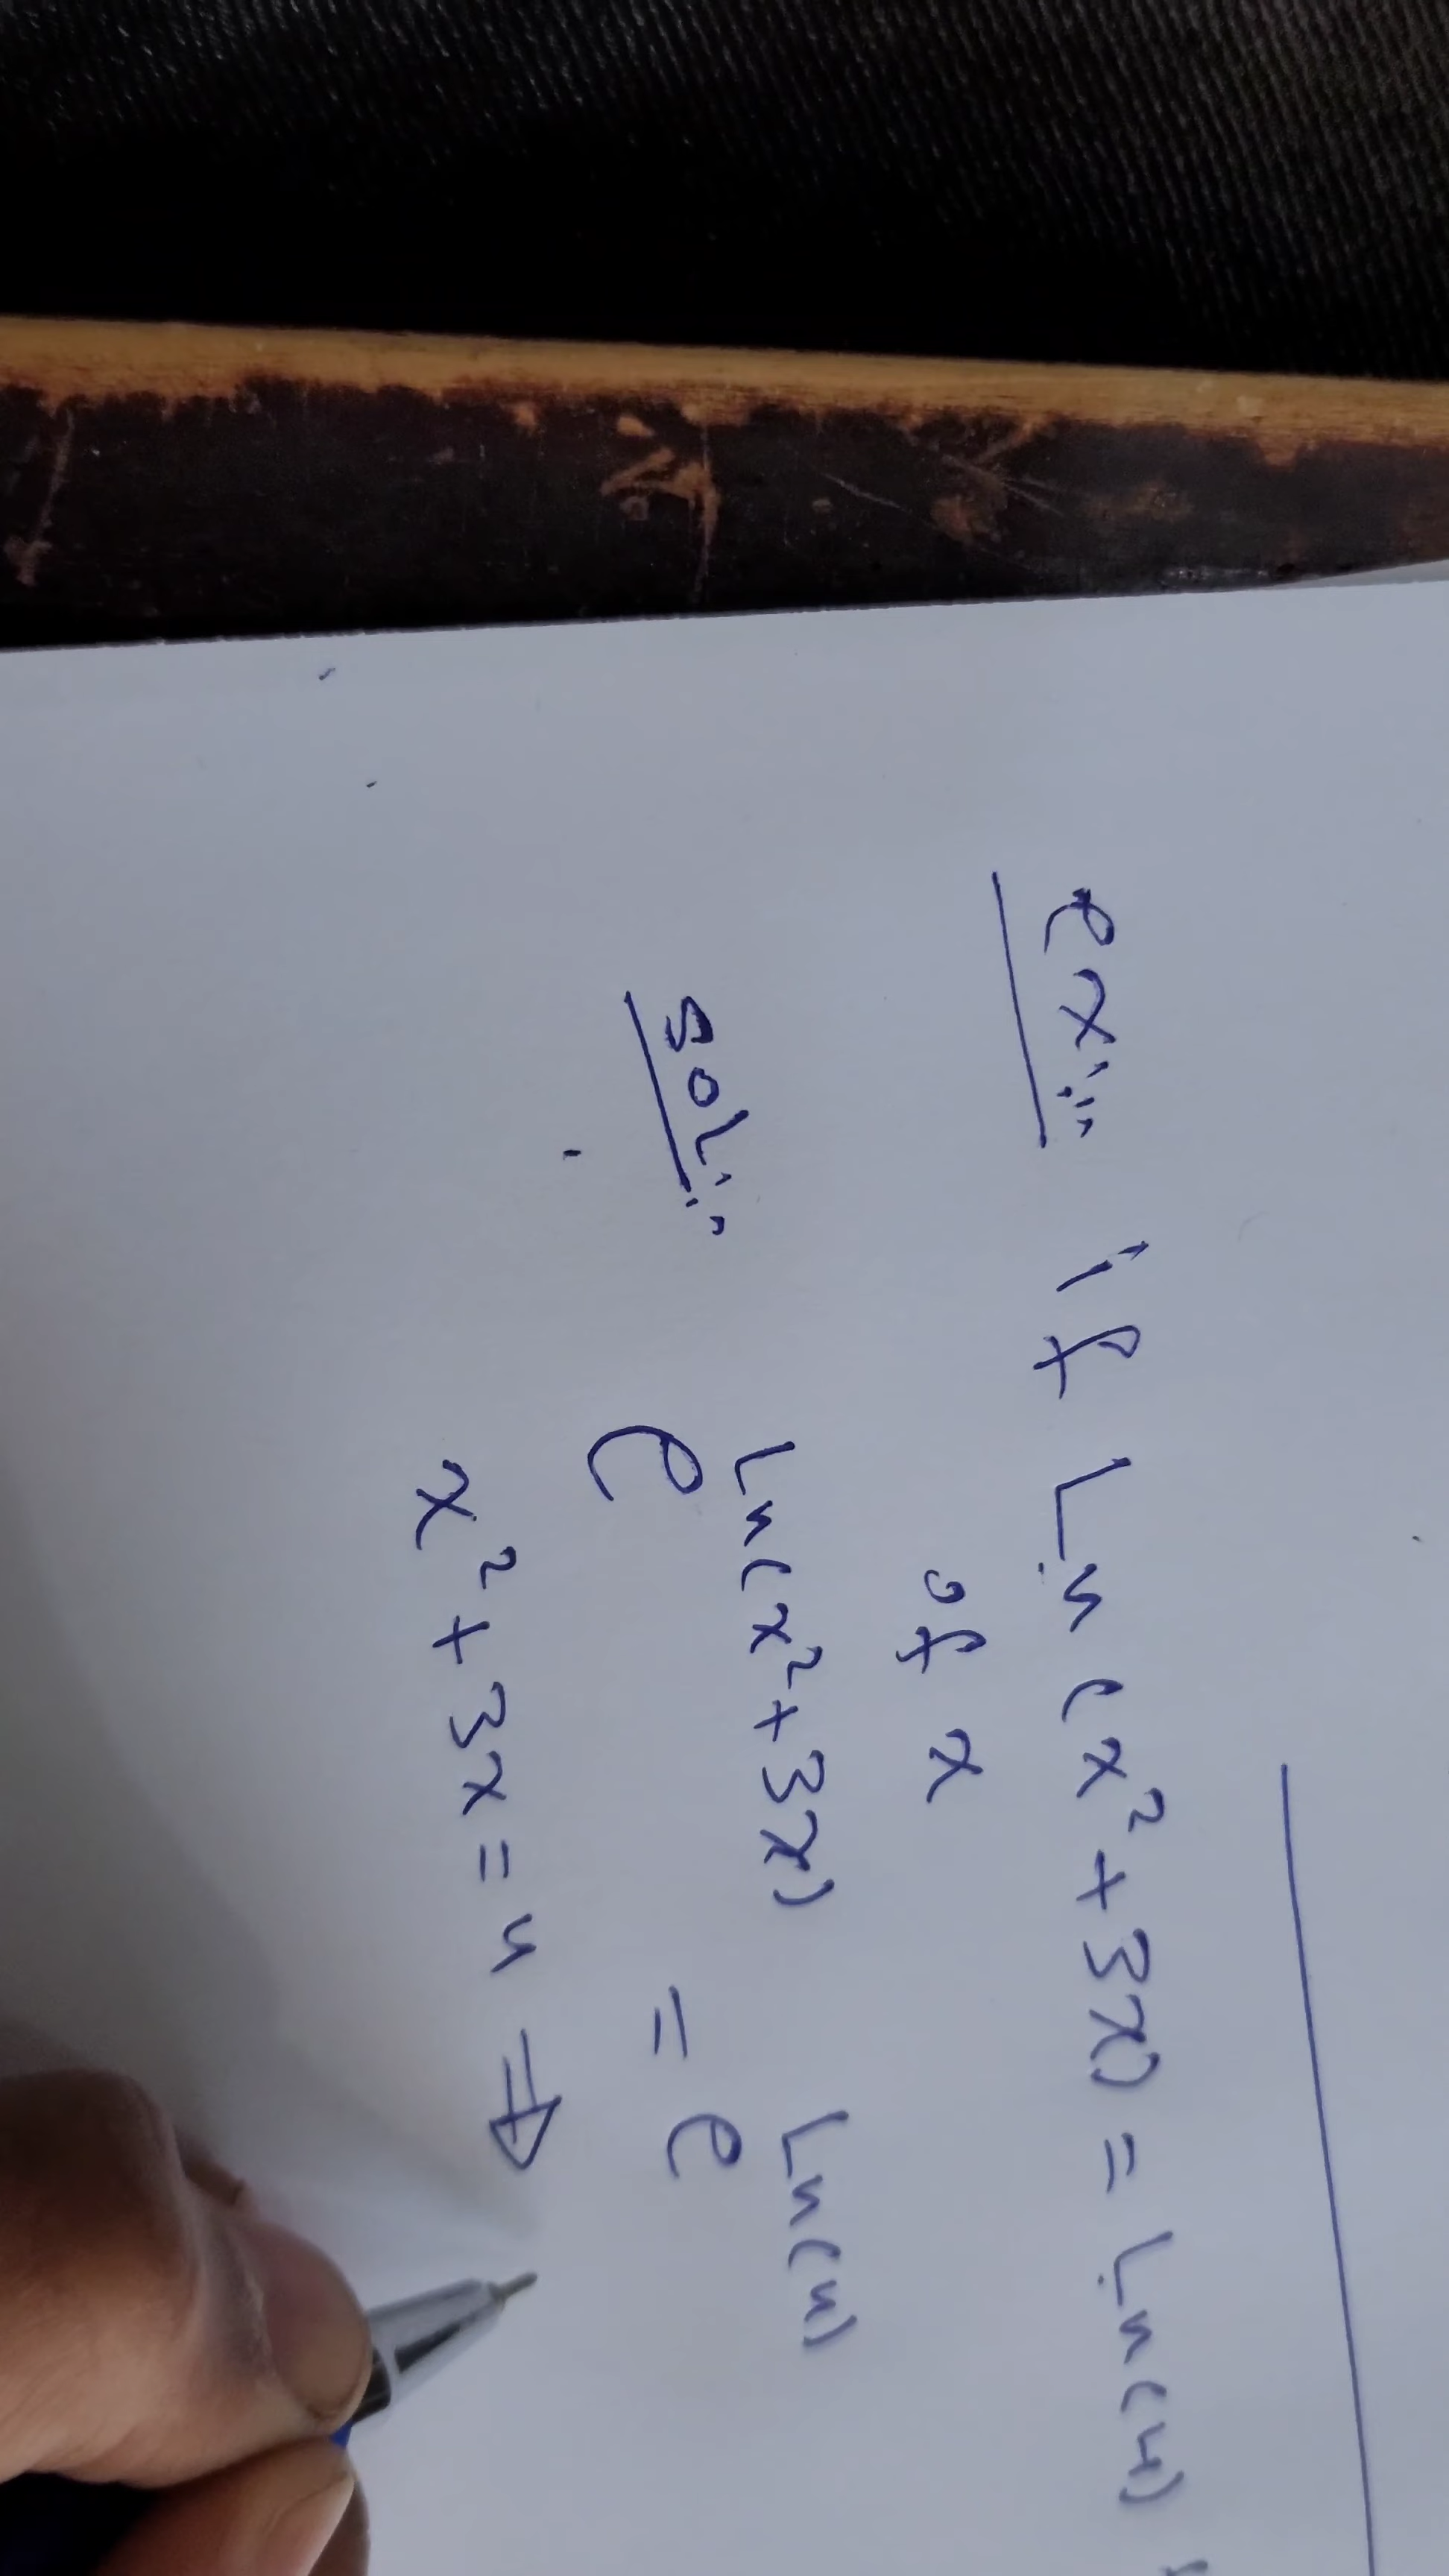 ex:" if Ln(x²+3x) = Ln(4)
of x
sol:" e^Ln(x²+3x) = e^Ln(4)
x²+3x=4 ⇒